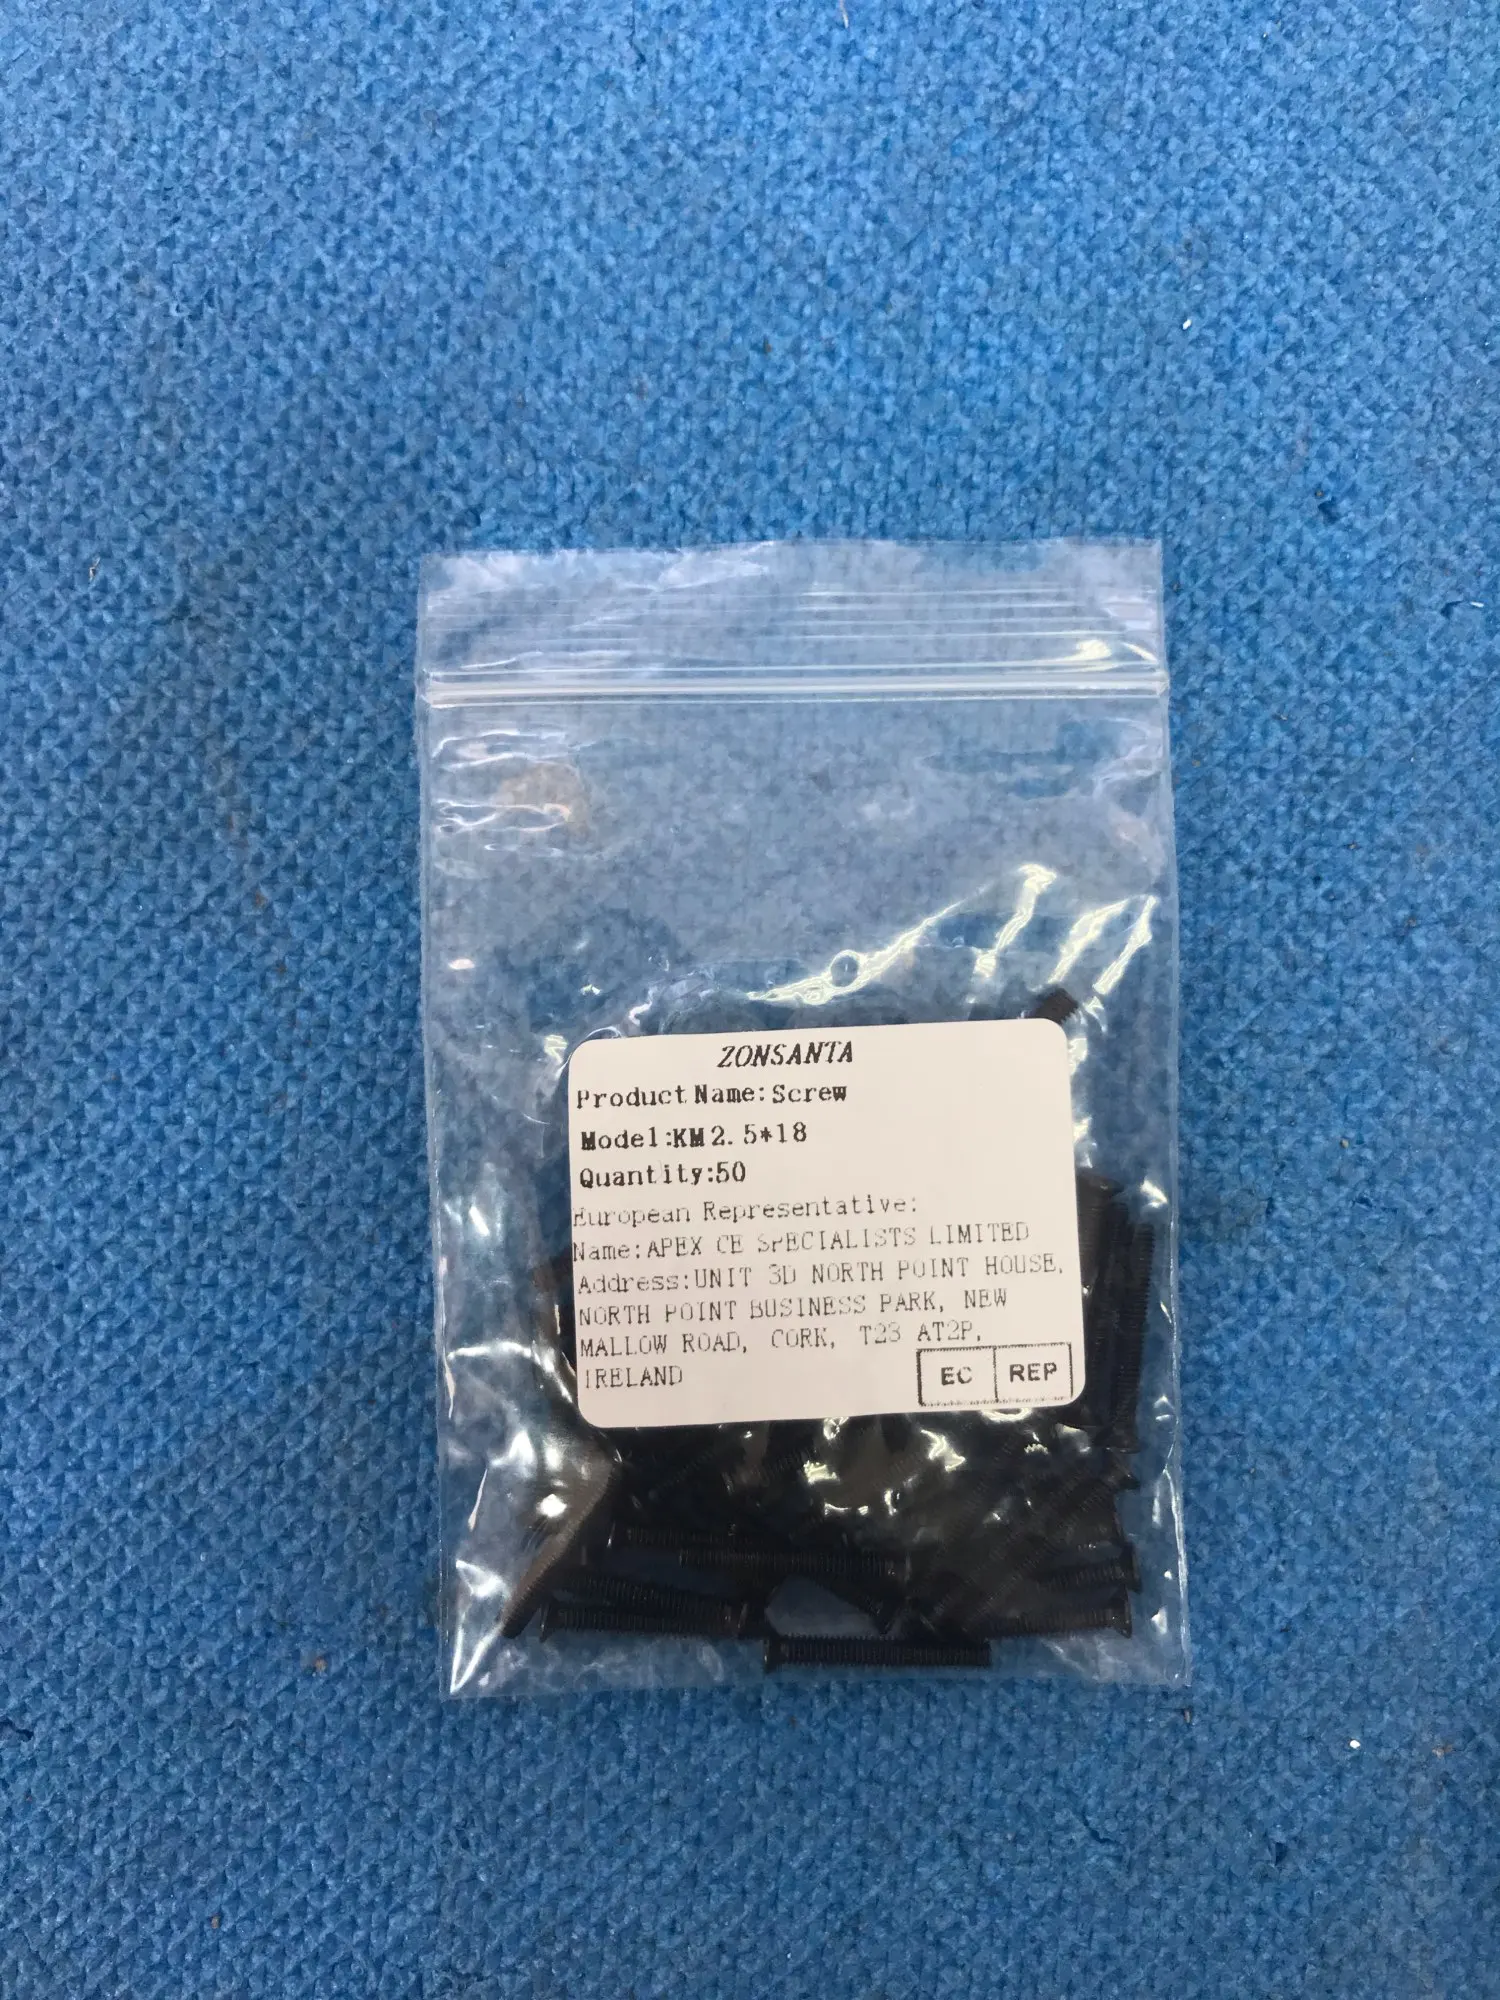 ZONSANTA
Product Name:Screw
Model:KM2.5*18
Quantity:50
European Representative:
Name:APEX CE SPECIALISTS LIMITED
Address:UNIT 3D NORTH POINT HOUSE,
NORTH POINT BUSINESS PARK, NEW
MALLOW ROAD, CORK, T23 AT2P,
IRELAND
EC REP